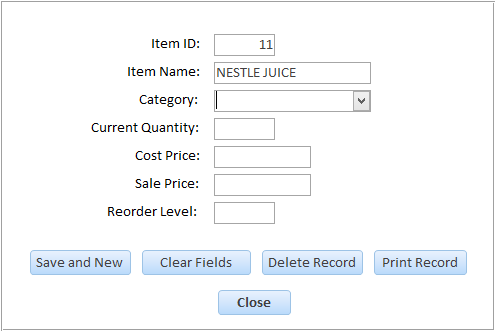 Item ID: 11
Item Name: NESTLE JUICE
Category:
Current Quantity:
Cost Price:
Sale Price:
Reorder Level:
Save and New Clear Fields Delete Record Print Record
Close